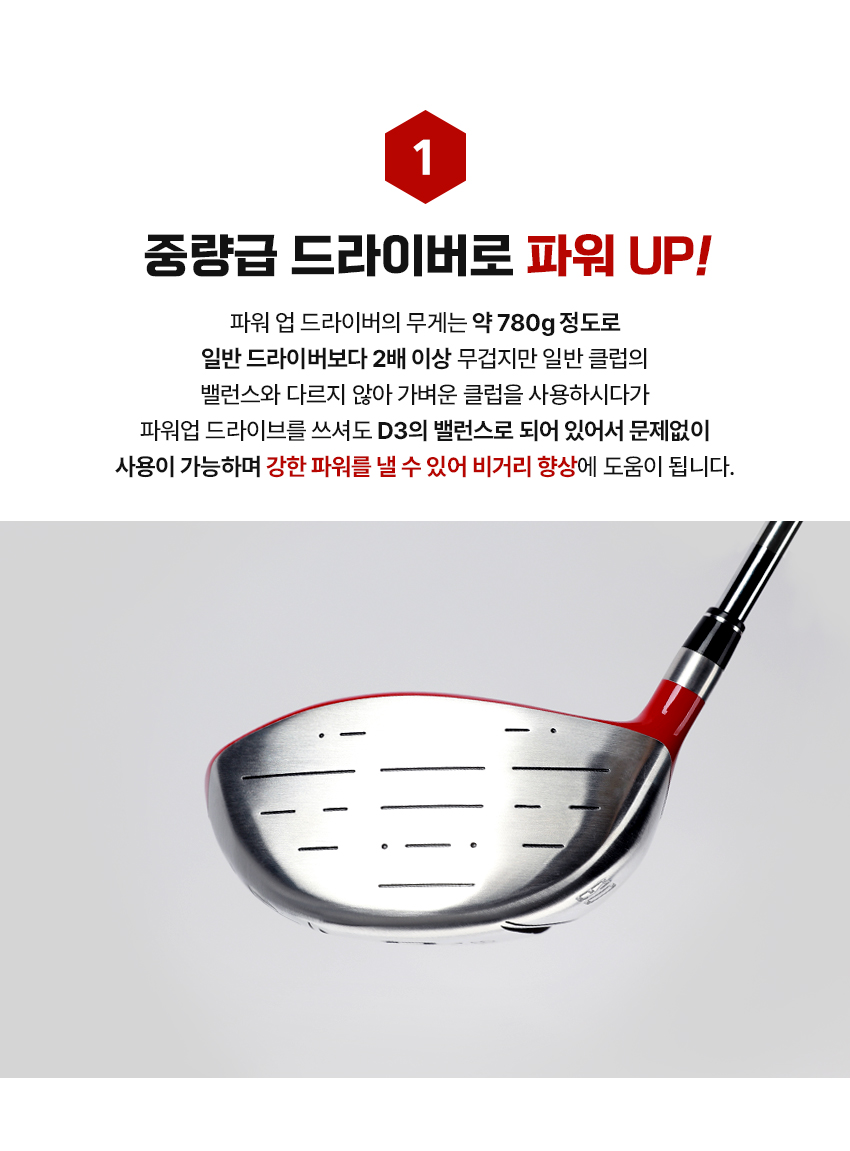 1
중량급 드라이버로 파워 UP!
파워 업 드라이버의 무게는 약 780g 정도로
일반 드라이버보다 2배 이상 무겁지만 일반 클럽의
밸런스와 다르지 않아 가벼운 클럽을 사용하시다가
파워업 드라이브를 쓰셔도 D3의 밸런스로 되어 있어서 문제없이
사용이 가능하며 강한 파워를 낼 수 있어 비거리 향상에 도움이 됩니다.